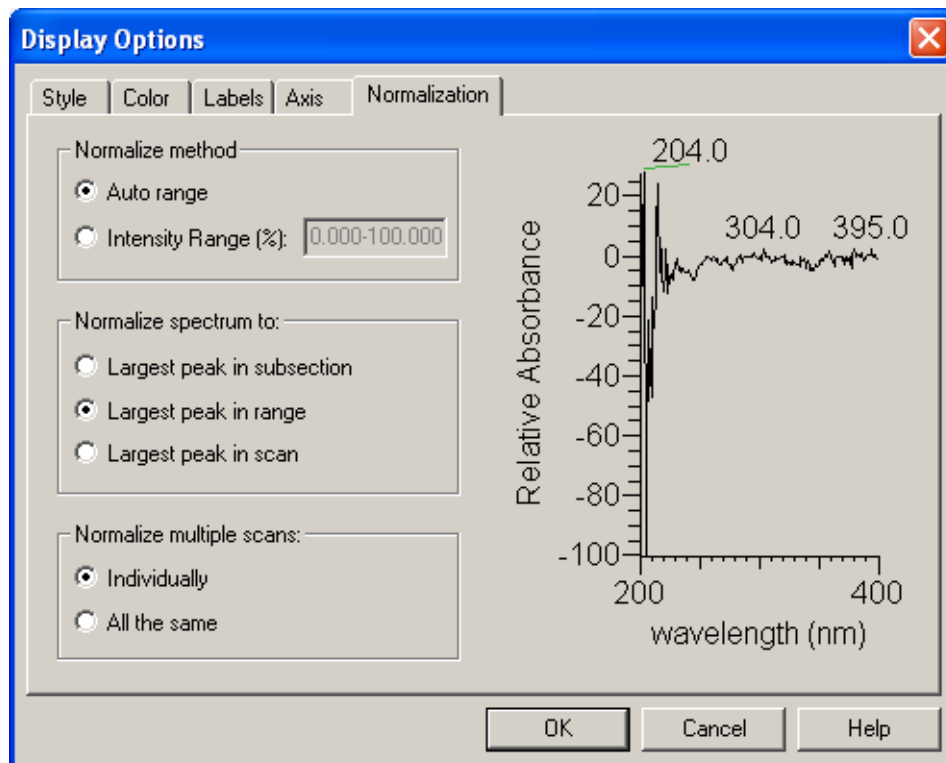 Display Options
Style Color Labels Axis Normalization
Normalize method
Auto range
Intensity Range (%): 0.000-100.000
Normalize spectrum to:
Largest peak in subsection
Largest peak in range
Largest peak in scan
Normalize multiple scans:
Individually
All the same
204.0
304.0 395.0
20
0
-20
-40
-60
-80
-100
Relative Absorbance
200 400
wavelength (nm)
OK Cancel Help